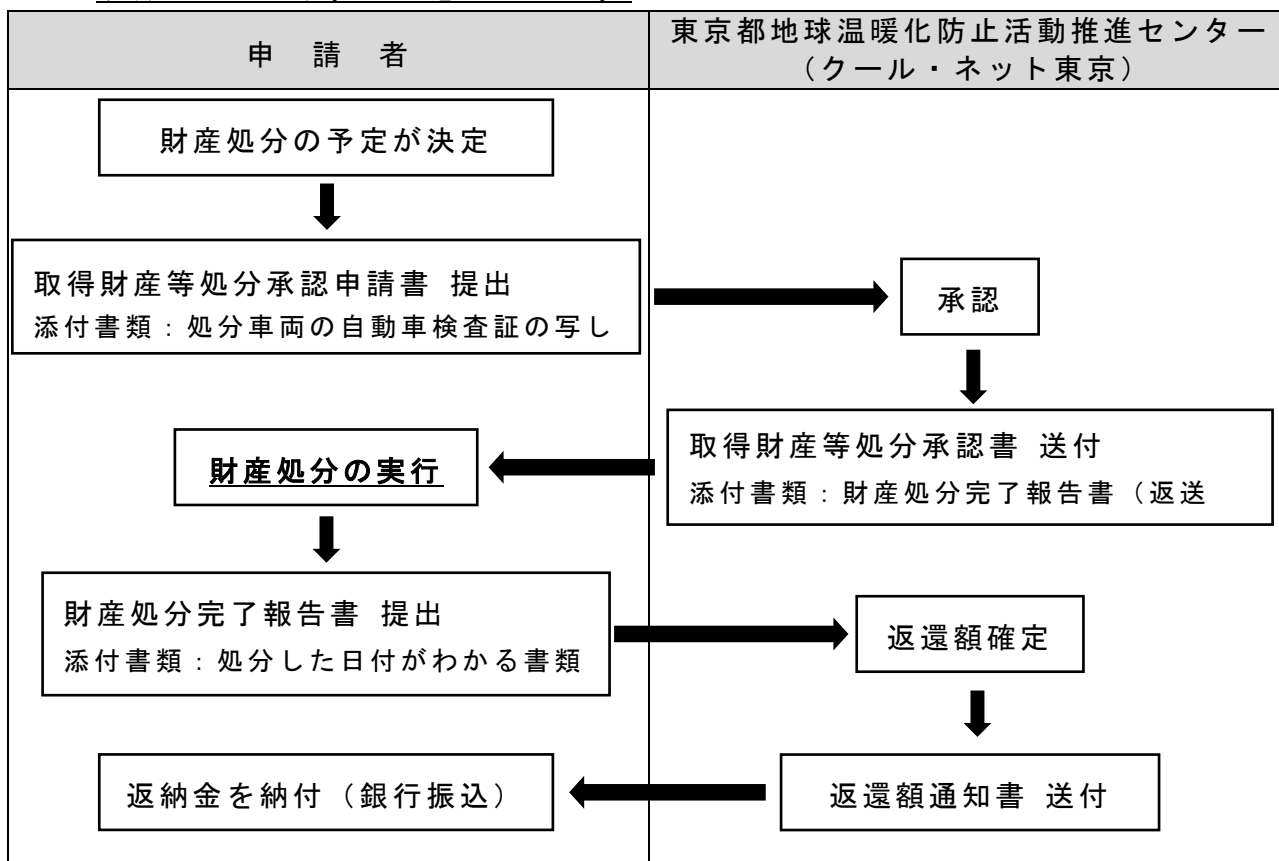 申 請 者
東京都地球温暖化防止活動推進センター
（クール・ネット東京）
財産処分の予定が決定
取得財産等処分承認申請書 提出
添付書類：処分車両の自動車検査証の写し
承認
取得財産等処分承認書 送付
添付書類：財産処分完了報告書（返送
財産処分の実行
財産処分完了報告書 提出
添付書類：処分した日付がわかる書類
返還額確定
返還額通知書 送付
返納金を納付（銀行振込）